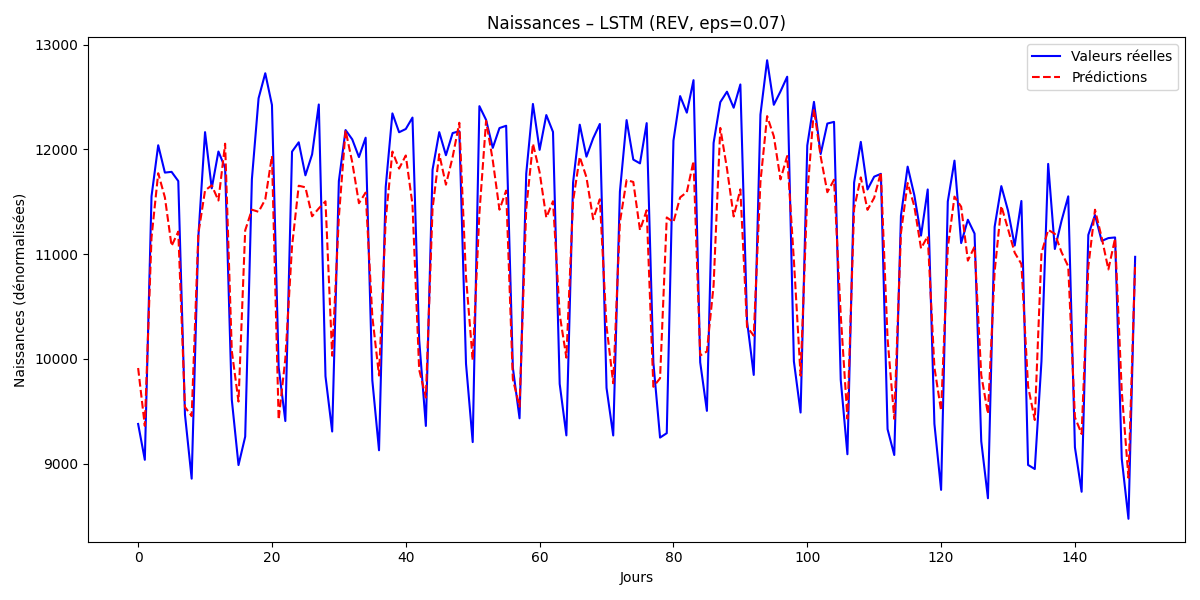 Naissances – LSTM (REV, eps=0.07)
Valeurs réelles
Prédictions
Naissances (dénormalisées)
13000
12000
11000
10000
9000
0 20 40 60 80 100 120 140
Jours